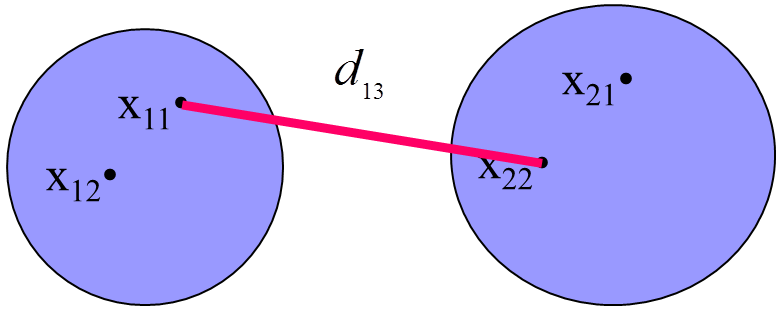 d₁₃
x₁₁
x₂₁
x₁₂
x₂₂